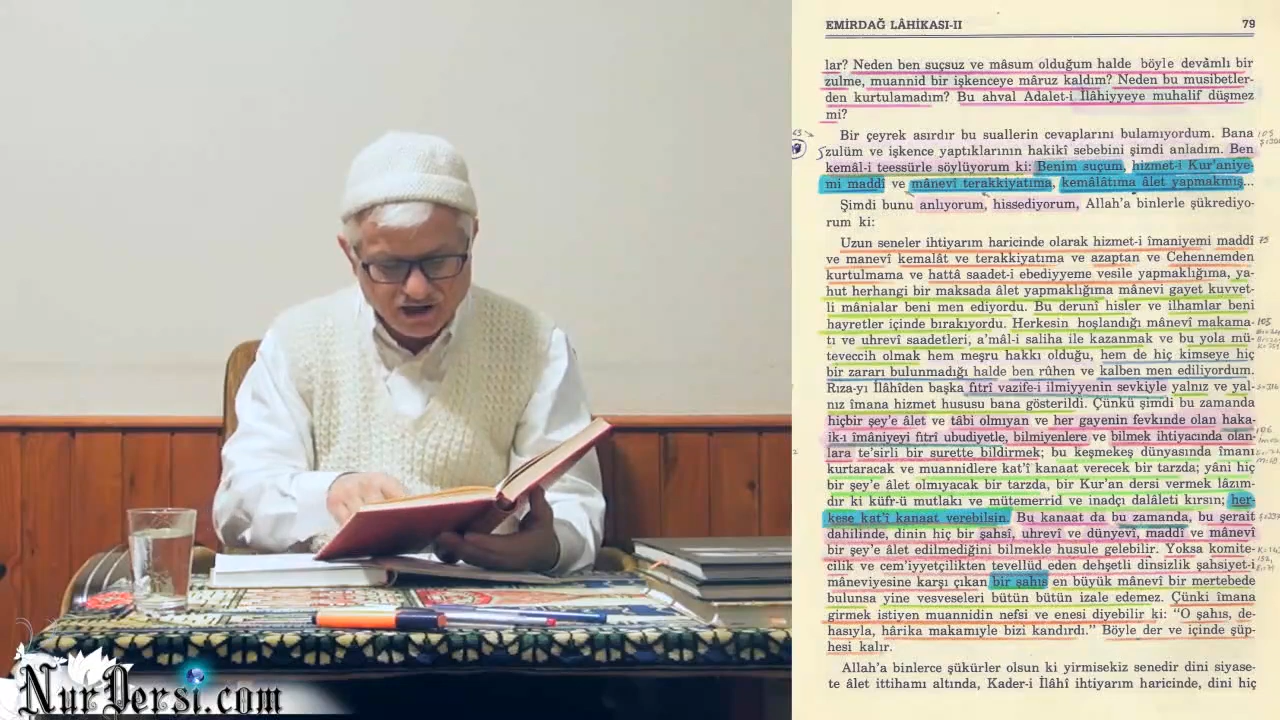 EMİRDAĞ LÂHİKASI-II 79
lar? Neden ben suçsuz ve mâsum olduğum halde böyle devâmlı bir
zulme, muannid bir işkenceye mâruz kaldım? Neden bu musibetler-
den kurtulamadım? Bu ahval Adalet-i İlâhiyyeye muhalif düşmez
mi?
Bir çeyrek asırdır bu suallerin cevaplarını bulamıyordum. Bana
zulüm ve işkence yaptıklarının hakikî sebebini şimdi anladım. Ben
kemâl-i teessürle söylüyorum ki: Benim suçum, hizmet-i Kur'aniye-
mi maddî ve mânevî terakkiyatıma, kemâlâtıma âlet yapmakmış...
Şimdi bunu anlıyorum, hissediyorum, Allah'a binlerle şükrediyo-
rum ki:
Uzun seneler ihtiyarım haricinde olarak hizmet-i îmaniyemi maddî
ve manevî kemalât ve terakkiyatıma ve azaptan ve Cehennemden
kurtulmama ve hattâ saadet-i ebediyyeme vesile yapmaklığıma, ya-
hut herhangi bir maksada âlet yapmaklığıma mânevi gayet kuvvet-
li mânialar beni men ediyordu. Bu derunî hisler ve ilhamlar beni
hayretler içinde bırakıyordu. Herkesin hoşlandığı mânevî makama-
tı ve uhrevî saadetleri, a'mâl-i saliha ile kazanmak ve bu yola mü-
teveccih olmak hem meşru hakkı olduğu, hem de hiç kimseye hiç
bir zararı bulunmadığı halde ben rûhen ve kalben men ediliyordum.
Rıza-yı İlâhîden başka fıtrî vazife-i ilmiyyenin sevkiyle yalnız ve yal-
nız îmana hizmet hususu bana gösterildi. Çünkü şimdi bu zamanda
hiçbir şey'e âlet ve tâbi olmıyan ve her gayenin fevkınde olan haka-
ik-ı îmâniyeyi fıtrî ubudiyetle, bilmiyenlere ve bilmek ihtiyacında olan-
lara te'sirli bir surette bildirmek; bu keşmekeş dünyasında îmanı
kurtaracak ve muannidlere kat'î kanaat verecek bir tarzda; yâni hiç
bir şey'e âlet olmıyacak bir tarzda, bir Kur'an dersi vermek lâzım-
dır ki küfr-ü mutlakı ve mütemerrid ve inadçı dalâleti kırsın; her-
kese kat'î kanaat verebilsin. Bu kanaat da bu zamanda, bu şerait
dahilinde, dinin hiç bir şahsî, uhrevî ve dünyevî, maddî ve mânevî
bir şey'e âlet edilmediğini bilmekle husule gelebilir. Yoksa komite-
cilik ve cem'iyyetçilikten tevellüd eden dehşetli dinsizlik şahsiyet-i
mâneviyesine karşı çıkan bir şahıs en büyük mânevî bir mertebede
bulunsa yine vesveseleri bütün bütün izale edemez. Çünki îmana
girmek istiyen muannidin nefsi ve enesi diyebilir ki: "O şahıs, de-
hasıyla, hârika makamıyle bizi kandırdı." Böyle der ve içinde şüp-
hesi kalır.
Allah'a binlerce şükürler olsun ki yirmisekiz senedir dini siyase-
te âlet ittihamı altında, Kader-i İlâhî ihtiyarım haricinde, dini hiç
NurDersi.com